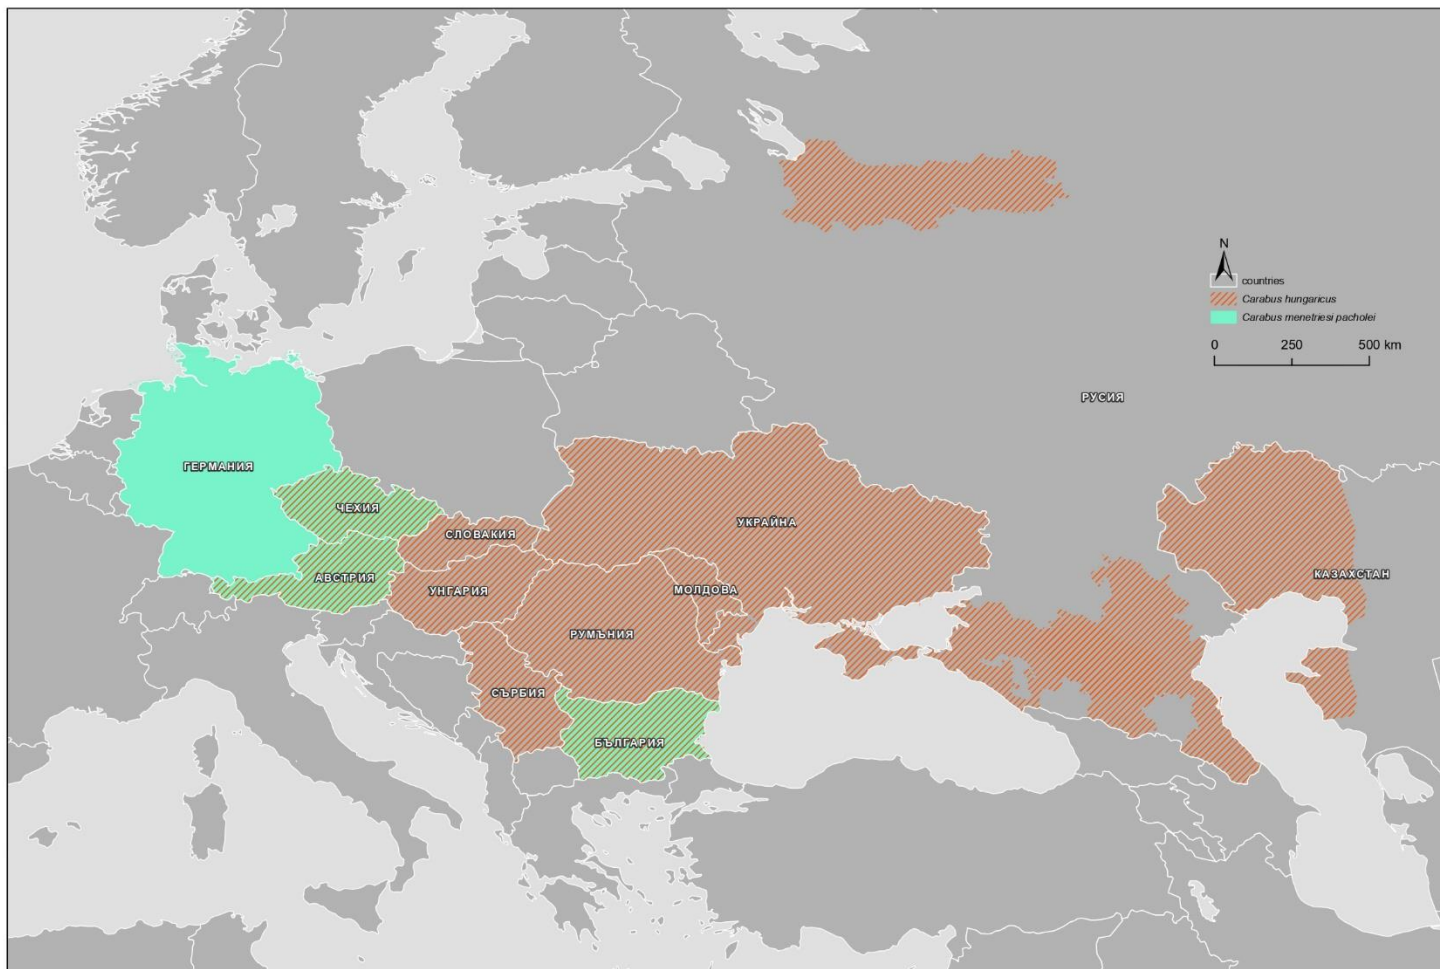 N
countries
Carabus hungaricus
Carabus menetriesi pacholei
0 250 500 km
РУСИЯ
ГЕРМАНИЯ
ЧЕХИЯ
УКРАЙНА
СЛОВАКИЯ
КАЗАХСТАН
АВСТРИЯ
УНГАРИЯ
МОЛДОВА
РУМЪНИЯ
СЪРБИЯ
БЪЛГАРИЯ